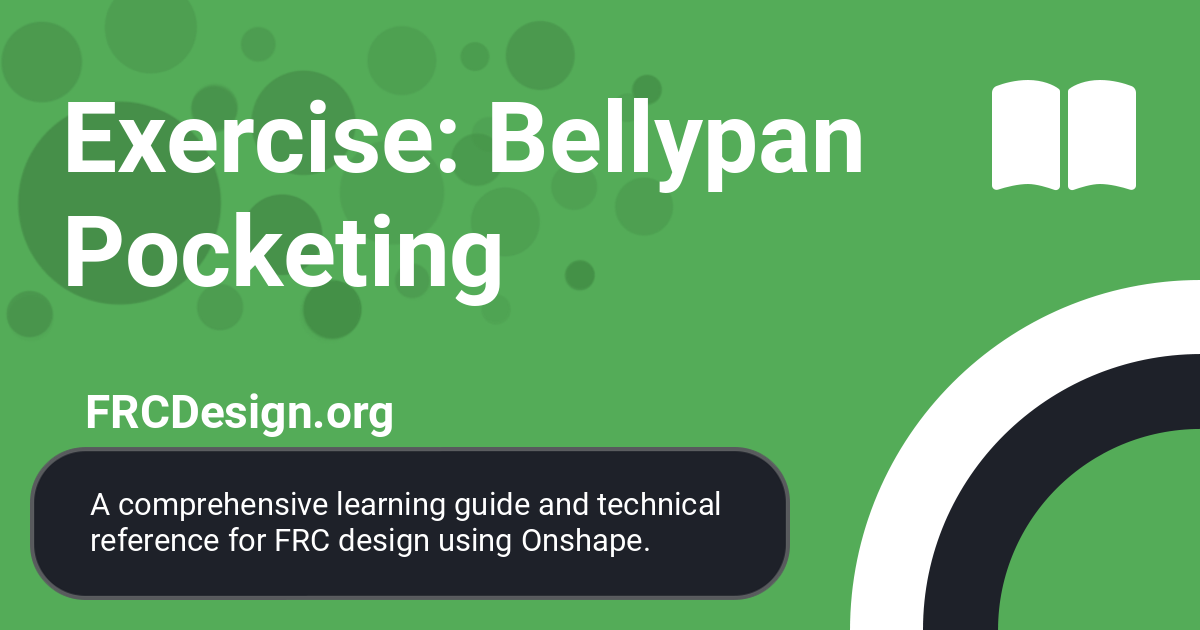 Exercise: Bellypan
Pocketing
FRCDesign.org
A comprehensive learning guide and technical
reference for FRC design using Onshape.